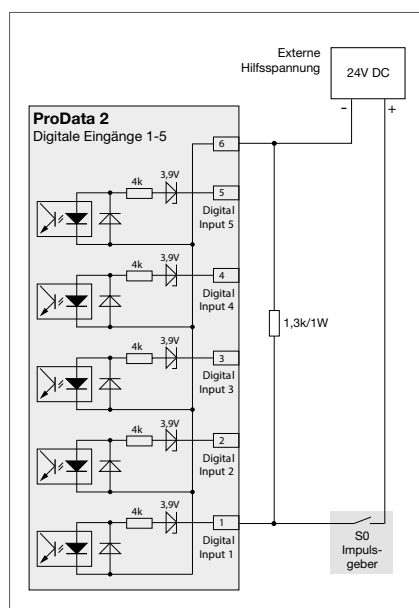 Externe
Hilfsspannung
24V DC
- +
ProData 2
Digitale Eingänge 1-5
6
4k 3,9V
5
Digital
Input 5
4k 3,9V
4
Digital
Input 4
4k 3,9V
3
Digital
Input 3
1,3k/1W
4k 3,9V
2
Digital
Input 2
4k 3,9V
1
Digital
Input 1
S0
Impuls-
geber